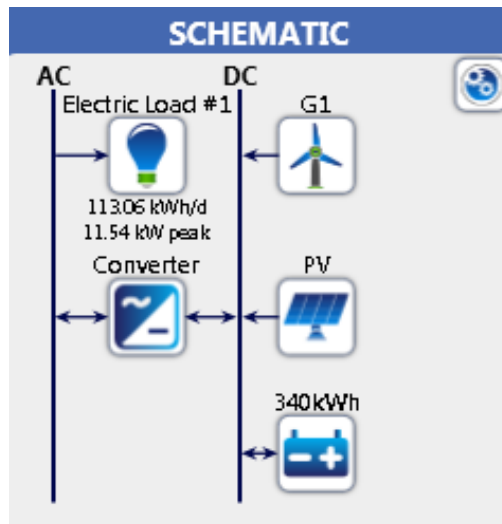 SCHEMATIC
AC DC
Electric Load #1 G1
113.06 kWh/d
11.54 kW peak
Converter PV
340kWh